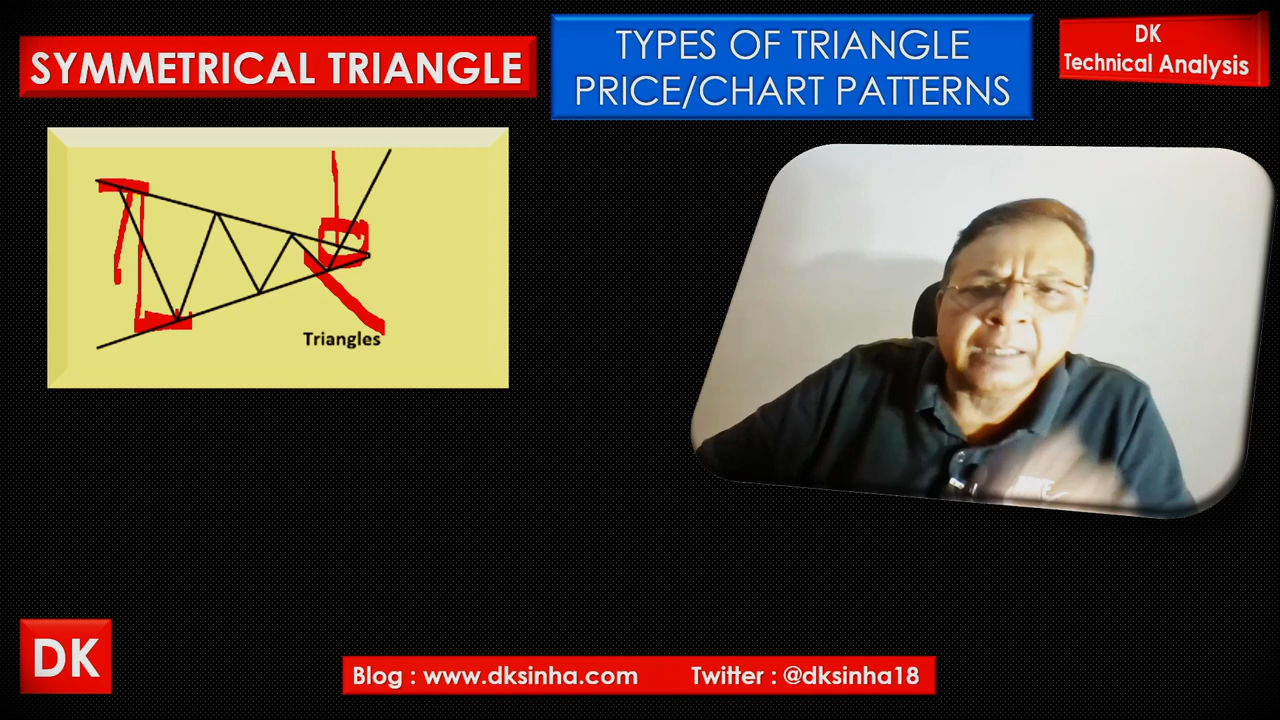 SYMMETRICAL TRIANGLE
TYPES OF TRIANGLE
PRICE/CHART PATTERNS
DK
Technical Analysis
Triangles
DK
Blog : www.dksinha.com Twitter : @dksinha18